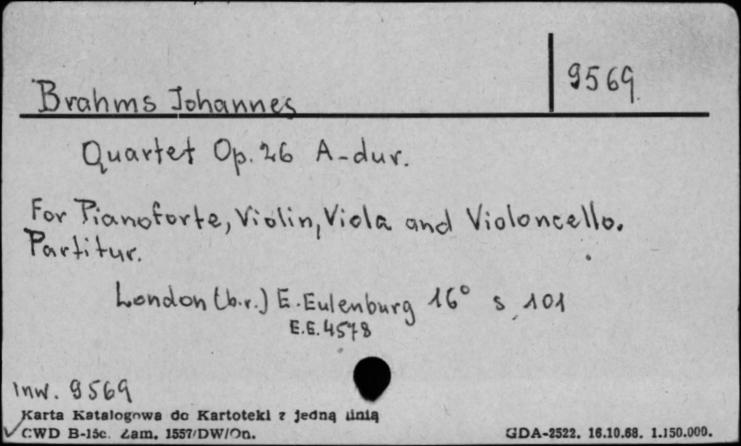 9569
Brahms Johannes
Quartet Op. 26 A-dur.
For Pianoforte, Violin, Viola and Violoncello.
Partitur.
London (b.r.) E. Eulenburg 16° s. 101
E.E. 4578
Inw. 9569
Karta Katalogowa do Kartoteki z jedną linią
CWD B-15c. Zam. 1557/DW/On.
GDA-2522. 16.10.68. 1.150.000.